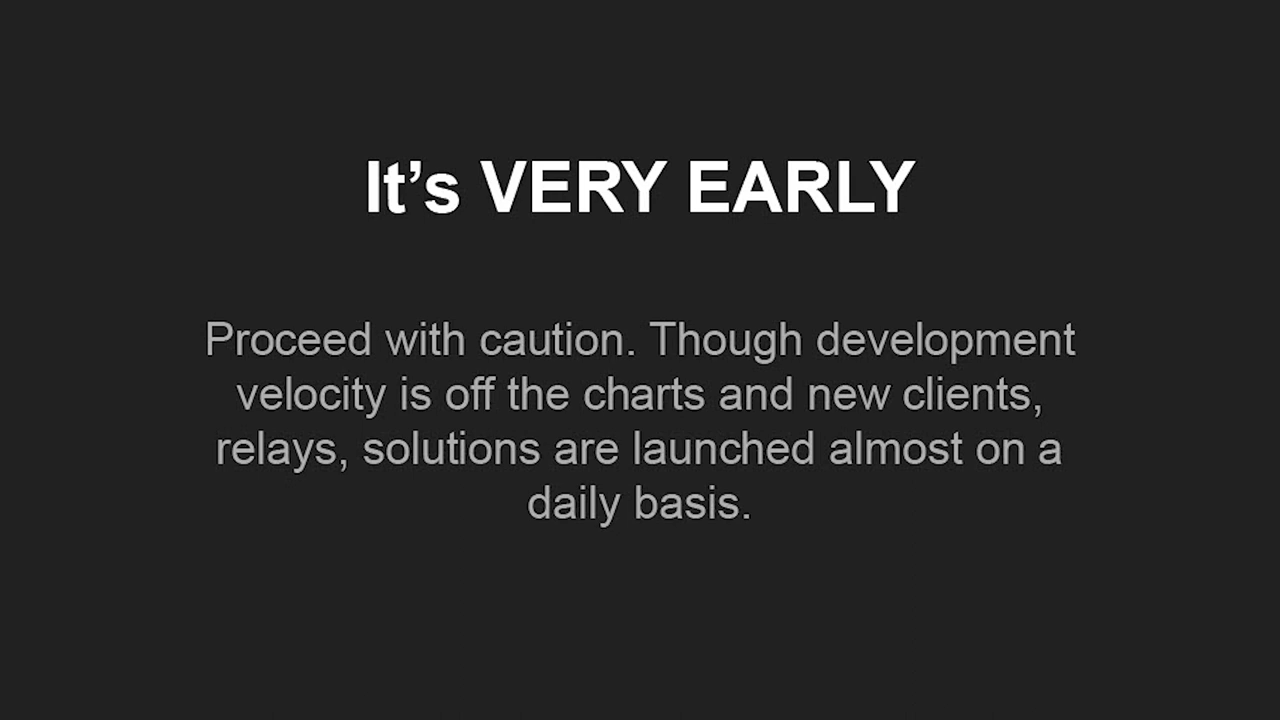 It’s VERY EARLY
Proceed with caution. Though development
velocity is off the charts and new clients,
relays, solutions are launched almost on a
daily basis.